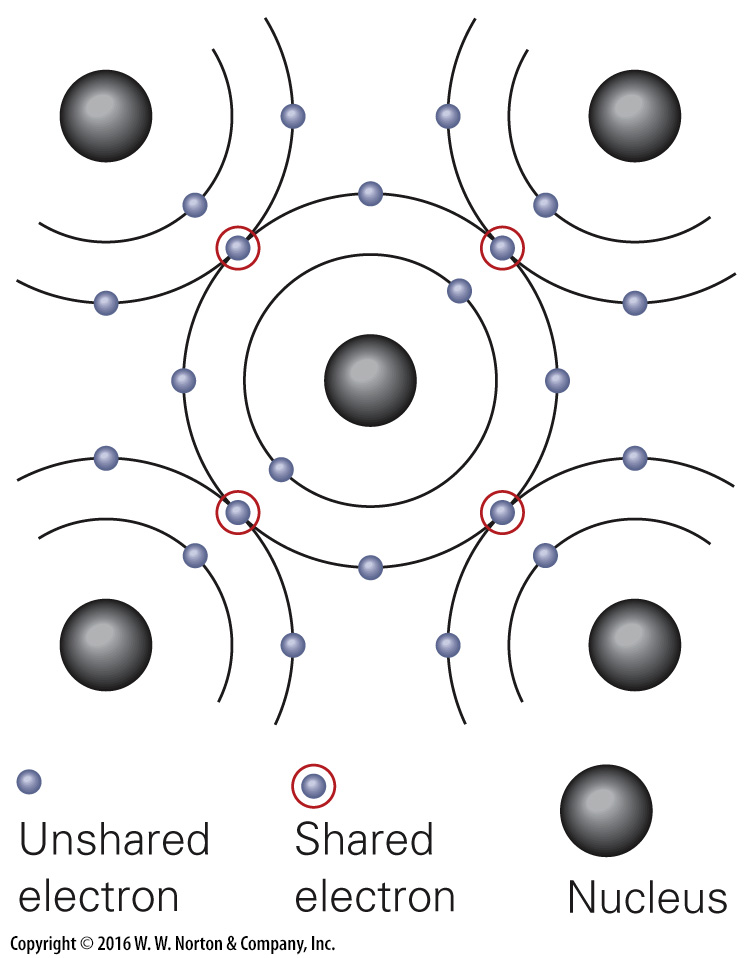 Unshared electron
Shared electron
Nucleus
Copyright © 2016 W. W. Norton & Company, Inc.